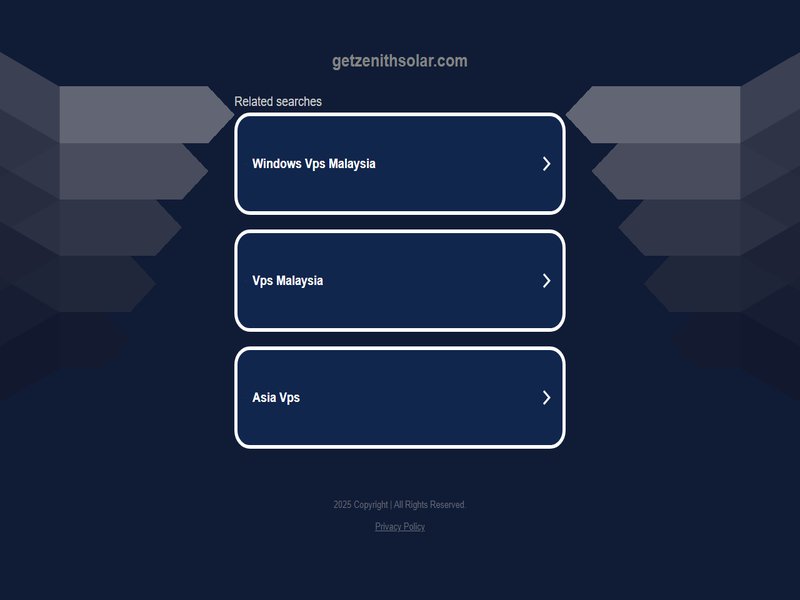 getzenithsolar.com
Related searches
Windows Vps Malaysia
Vps Malaysia
Asia Vps
2025 Copyright | All Rights Reserved.
Privacy Policy